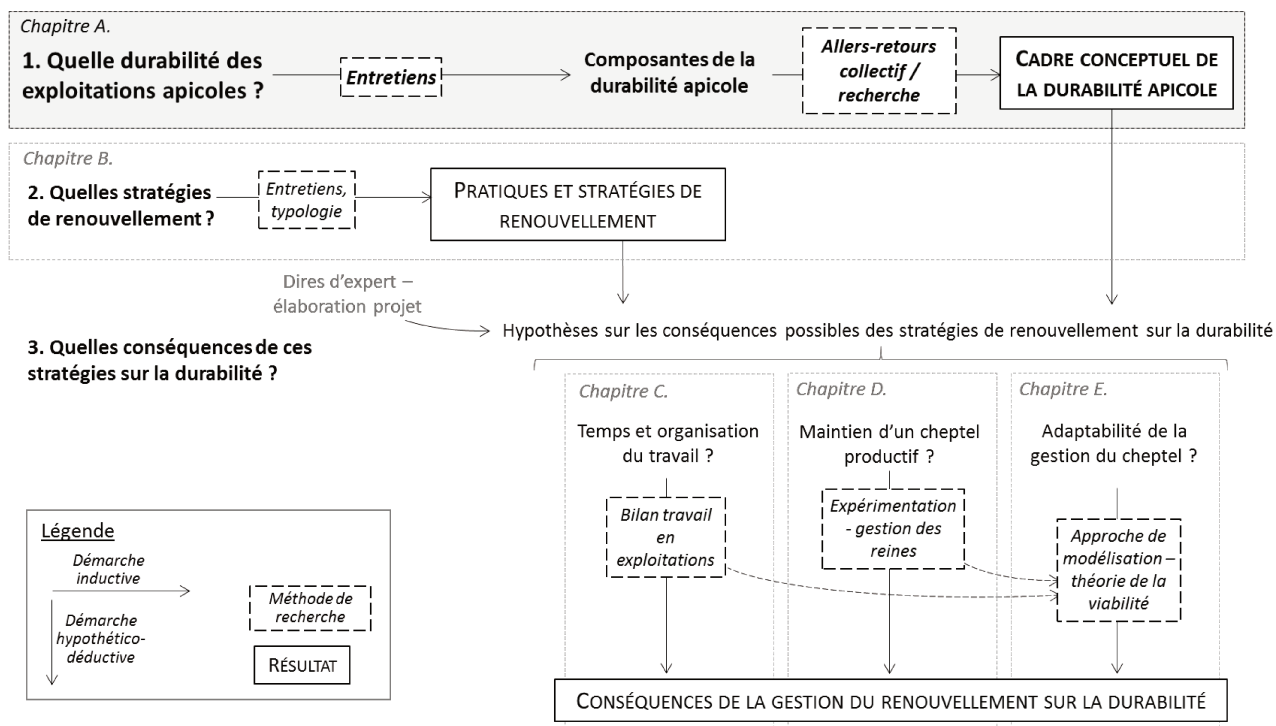 Chapitre A.
1. Quelle durabilité des
exploitations apicoles ?
Entretiens
Composantes de la
durabilité apicole
Allers-retours
collectif /
recherche
CADRE CONCEPTUEL DE
LA DURABILITÉ APICOLE
Chapitre B.
2. Quelles stratégies
de renouvellement ?
Entretiens,
typologie
PRATIQUES ET STRATÉGIES DE
RENOUVELLEMENT
Dires d'expert –
élaboration projet
Hypothèses sur les conséquences possibles des stratégies de renouvellement sur la durabilité
3. Quelles conséquences de ces
stratégies sur la durabilité ?
Chapitre C.
Temps et organisation
du travail ?
Bilan travail
en
exploitations
Chapitre D.
Maintien d'un cheptel
productif ?
Expérimentation
- gestion des
reines
Chapitre E.
Adaptabilité de la
gestion du cheptel ?
Approche de
modélisation –
théorie de la
viabilité
CONSÉQUENCES DE LA GESTION DU RENOUVELLEMENT SUR LA DURABILITÉ
Légende
Démarche
inductive
Démarche
hypothético-
déductive
Méthode de
recherche
RÉSULTAT